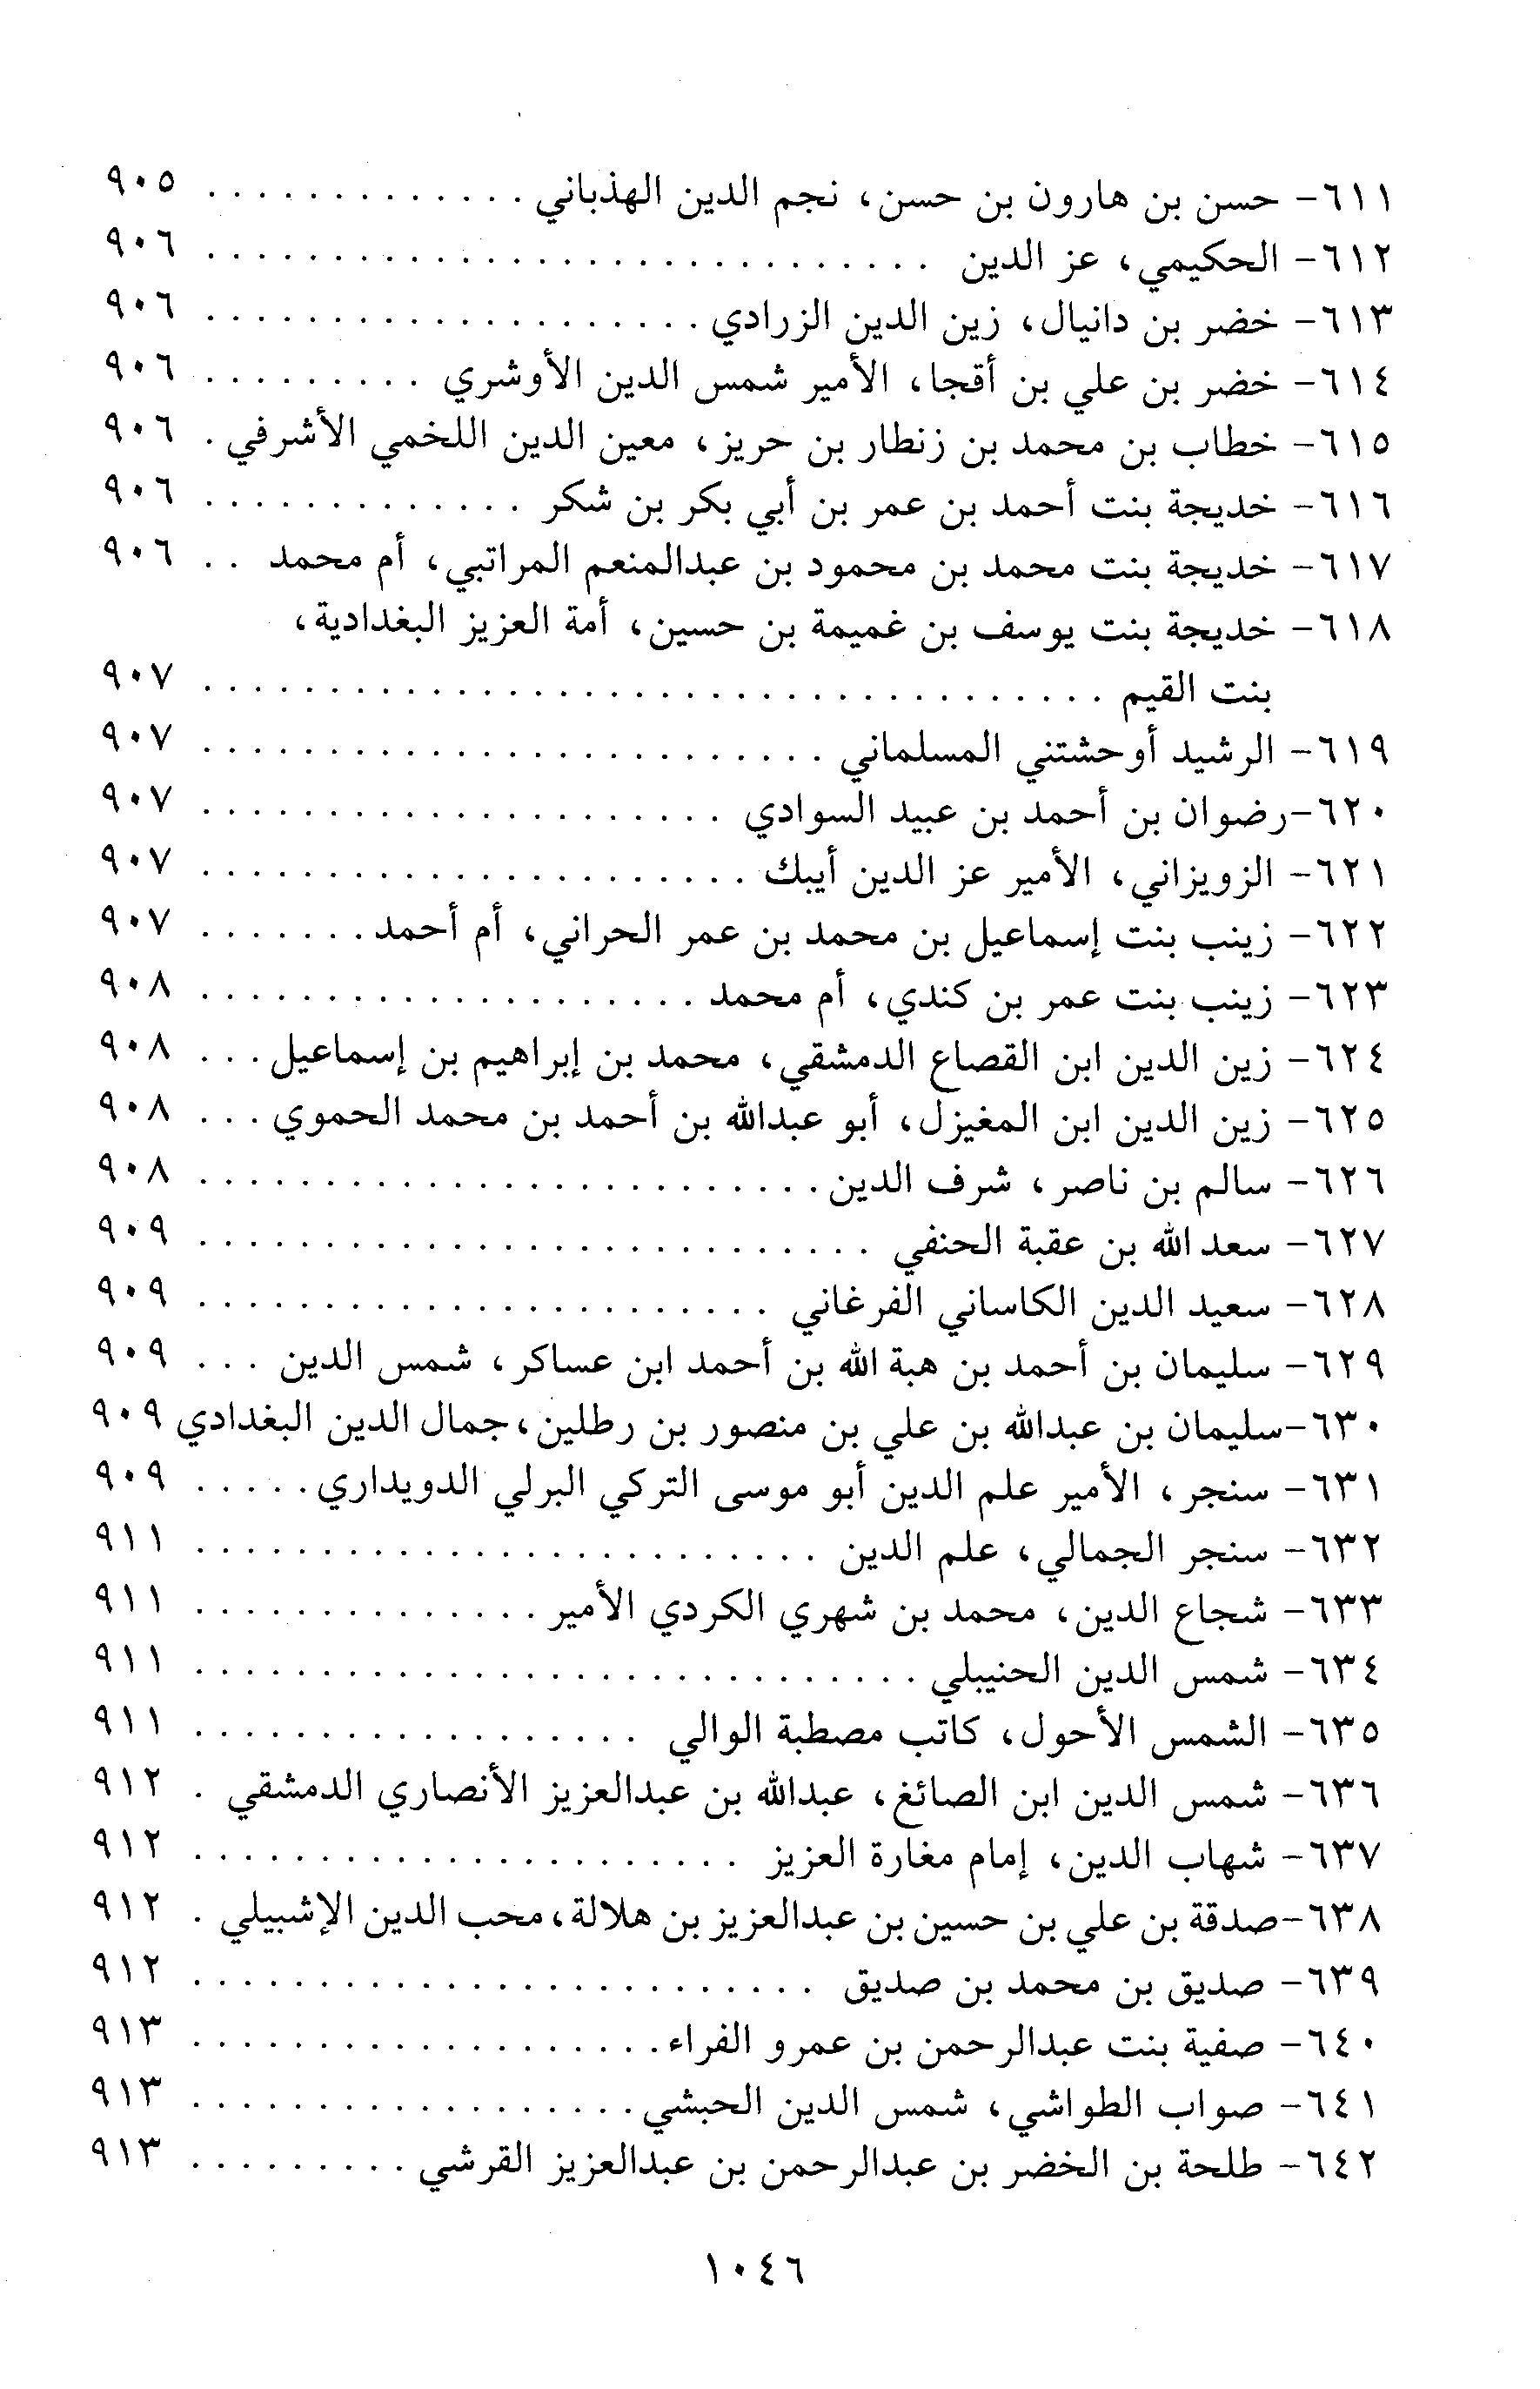 ٦١١- حسن بن هارون بن حسن، نجم الدين الهذباني . . . . . . . . . . . . . ٩٠٥
٦١٢- الحكيمي، عز الدين . . . . . . . . . . . . . . . . . . . . . . . . . . . . . ٩٠٦
٦١٣- خضر بن دانيال، زين الدين الزرادي . . . . . . . . . . . . . . . . . . . . ٩٠٦
٦١٤- خضر بن علي بن أقجا، الأمير شمس الدين الأوشري . . . . . . . . . ٩٠٦
٦١٥- خطاب بن محمد بن زنطار بن حريز، معين الدين اللخمي الأشرفي . ٩٠٦
٦١٦- خديجة بنت أحمد بن عمر بن أبي بكر بن شكر . . . . . . . . . . . . . ٩٠٦
٦١٧- خديجة بنت محمد بن محمود بن عبدالمنعم المراتبي، أم محمد . . ٩٠٦
٦١٨- خديجة بنت يوسف بن غميمة بن حسين، أمة العزيز البغدادية،
بنت القيم . . . . . . . . . . . . . . . . . . . . . . . . . . . . . . . . . . . . ٩٠٧
٦١٩- الرشيد أوحشتني المسلماني . . . . . . . . . . . . . . . . . . . . . . . . . ٩٠٧
٦٢٠-رضوان بن أحمد بن عبيد السوادي . . . . . . . . . . . . . . . . . . . . . ٩٠٧
٦٢١- الزويزاني، الأمير عز الدين أيبك . . . . . . . . . . . . . . . . . . . . . . ٩٠٧
٦٢٢- زينب بنت إسماعيل بن محمد بن عمر الحراني، أم أحمد . . . . . . . ٩٠٧
٦٢٣- زينب بنت عمر بن كندي، أم محمد . . . . . . . . . . . . . . . . . . . . ٩٠٨
٦٢٤- زين الدين ابن القصاع الدمشقي، محمد بن إبراهيم بن إسماعيل . . . ٩٠٨
٦٢٥- زين الدين ابن المغيزل، أبو عبدالله بن أحمد بن محمد الحموي . . . ٩٠٨
٦٢٦- سالم بن ناصر، شرف الدين . . . . . . . . . . . . . . . . . . . . . . . . . ٩٠٨
٦٢٧- سعد الله بن عقبة الحنفي . . . . . . . . . . . . . . . . . . . . . . . . . . . ٩٠٩
٦٢٨- سعيد الدين الكاساني الفرغاني . . . . . . . . . . . . . . . . . . . . . . . ٩٠٩
٦٢٩- سليمان بن أحمد بن هبة الله بن أحمد ابن عساكر، شمس الدين . . . ٩٠٩
٦٣٠-سليمان بن عبدالله بن علي بن منصور بن رطلين، جمال الدين البغدادي ٩٠٩
٦٣١- سنجر، الأمير علم الدين أبو موسى التركي البرلي الدويداري . . . . . ٩٠٩
٦٣٢- سنجر الجمالي، علم الدين . . . . . . . . . . . . . . . . . . . . . . . . . ٩١١
٦٣٣- شجاع الدين، محمد بن شهري الكردي الأمير . . . . . . . . . . . . . . ٩١١
٦٣٤- شمس الدين الحنيبلي . . . . . . . . . . . . . . . . . . . . . . . . . . . . . ٩١١
٦٣٥- الشمس الأحول، كاتب مصطبة الوالي . . . . . . . . . . . . . . . . . . ٩١١
٦٣٦- شمس الدين ابن الصائغ، عبدالله بن عبدالعزيز الأنصاري الدمشقي . ٩١٢
٦٣٧- شهاب الدين، إمام مغارة العزيز . . . . . . . . . . . . . . . . . . . . . . ٩١٢
٦٣٨-صدقة بن علي بن حسين بن عبدالعزيز بن هلالة، محب الدين الإشبيلي . ٩١٢
٦٣٩- صديق بن محمد بن صديق . . . . . . . . . . . . . . . . . . . . . . . . . ٩١٢
٦٤٠- صفية بنت عبدالرحمن بن عمرو الفراء . . . . . . . . . . . . . . . . . . . ٩١٣
٦٤١- صواب الطواشي، شمس الدين الحبشي . . . . . . . . . . . . . . . . . . ٩١٣
٦٤٢- طلحة بن الخضر بن عبدالرحمن بن عبدالعزيز القرشي . . . . . . . . . ٩١٣
١٠٤٦